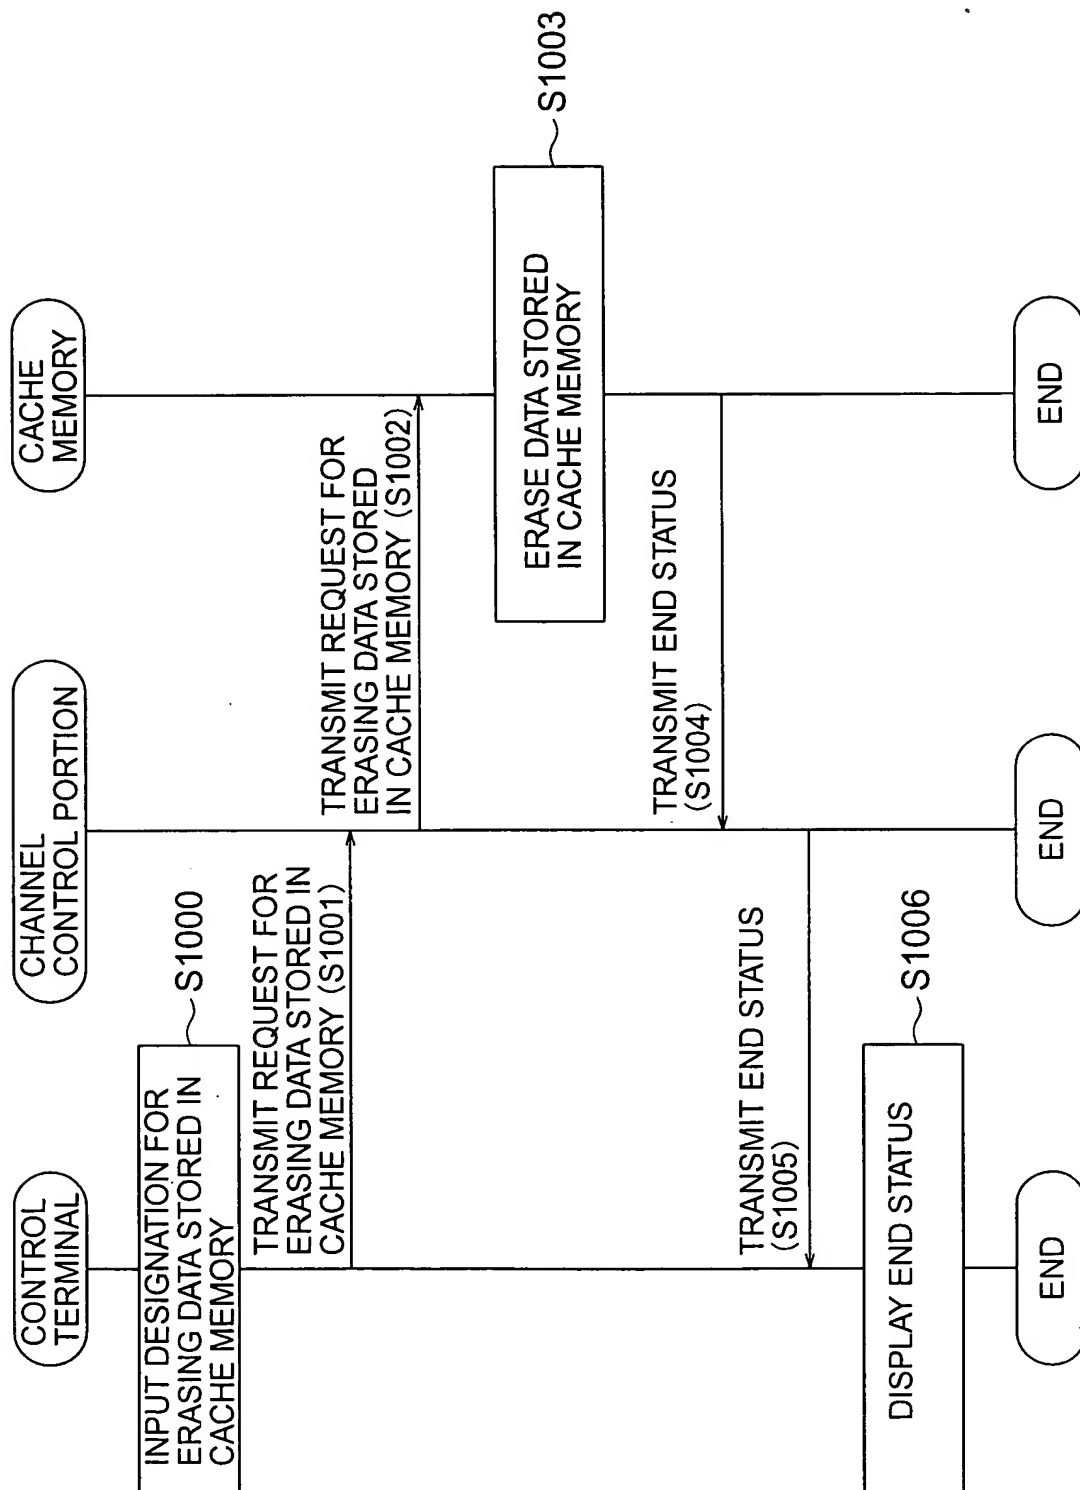 CONTROL
TERMINAL
CHANNEL
CONTROL PORTION
CACHE
MEMORY
INPUT DESIGNATION FOR
ERASING DATA STORED IN
CACHE MEMORY
S1000
TRANSMIT REQUEST FOR
ERASING DATA STORED IN
CACHE MEMORY (S1001)
TRANSMIT REQUEST FOR
ERASING DATA STORED
IN CACHE MEMORY (S1002)
ERASE DATA STORED
IN CACHE MEMORY
S1003
TRANSMIT END STATUS
(S1004)
TRANSMIT END STATUS
(S1005)
DISPLAY END STATUS
S1006
END
END
END